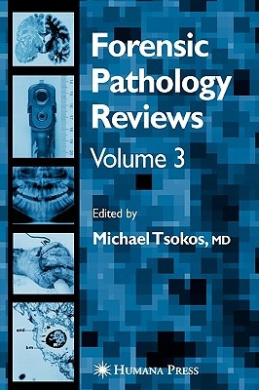 Forensic
Pathology
Reviews
Volume 3
Edited by
Michael Tsokos, MD
HUMANA PRESS